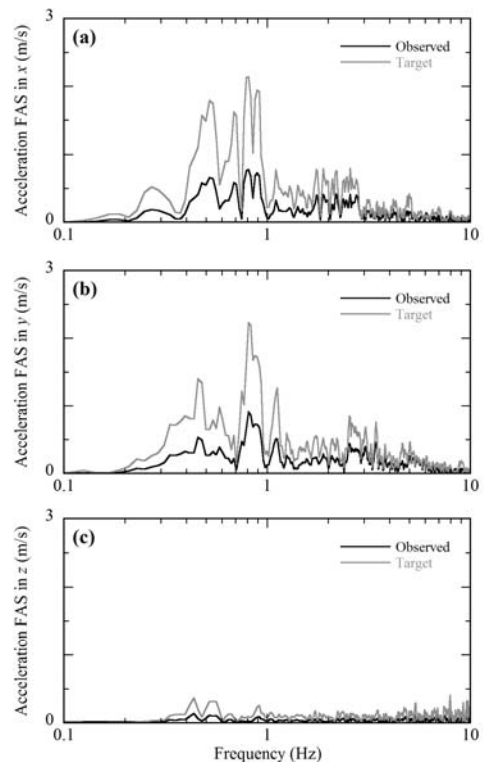 3
(a)
Observed
Target
Acceleration FAS in x (m/s)
0
0.1
1
10
3
(b)
Observed
Target
Acceleration FAS in y (m/s)
0
0.1
1
10
3
(c)
Observed
Target
Acceleration FAS in z (m/s)
0
0.1
1
10
Frequency (Hz)